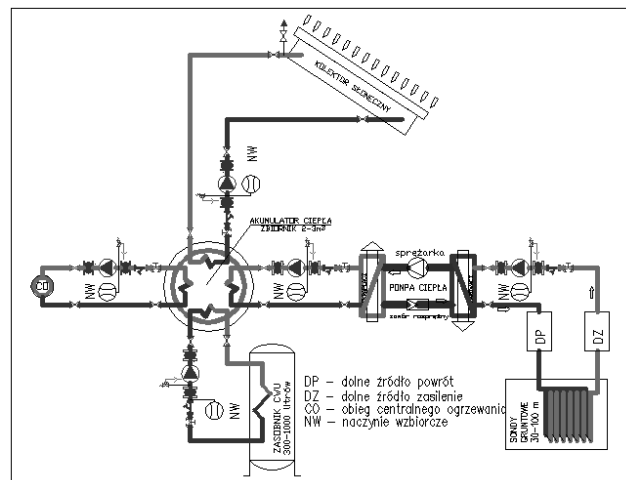 KOLEKTOR SŁONECZNY
NW
AKUMULATOR CIEPŁA
ZBIORNIK 2-3m³
sprężarka
POMPA CIEPŁA
zawór rozprężny
CO
NW
NW
NW
NW
DP
DZ
ZASOBNIK CWU
300-1000 litrów
DP – dolne źródło powrót
DZ – dolne źródło zasilenie
CO – obieg centralnego ogrzewania
NW – naczynie wzbiorcze
SONDY
GRUNTOWE
30-100 m